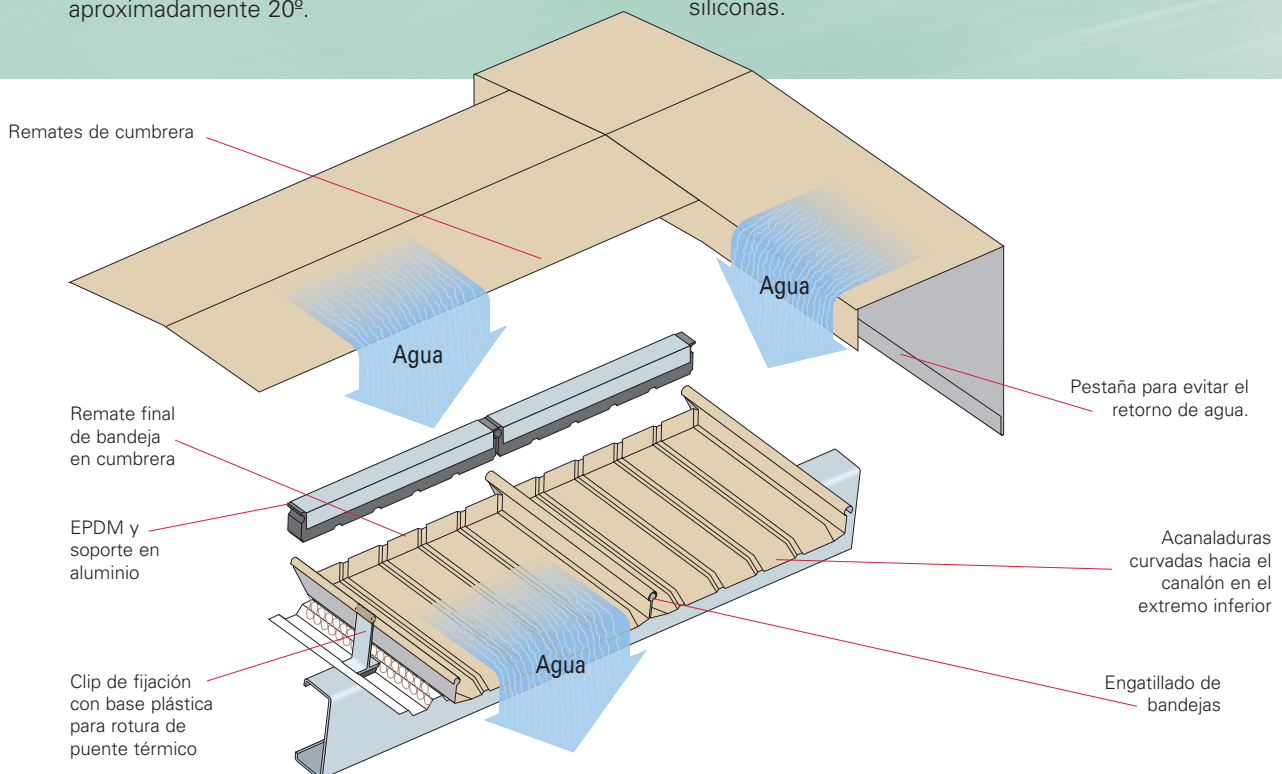 aproximadamente 20º.
siliconas.
Remates de cumbrera
Agua
Agua
Remate final
de bandeja
en cumbrera
Pestaña para evitar el
retorno de agua.
EPDM y
soporte en
aluminio
Acanaladuras
curvadas hacia el
canalón en el
extremo inferior
Agua
Clip de fijación
con base plástica
para rotura de
puente térmico
Engatillado de
bandejas